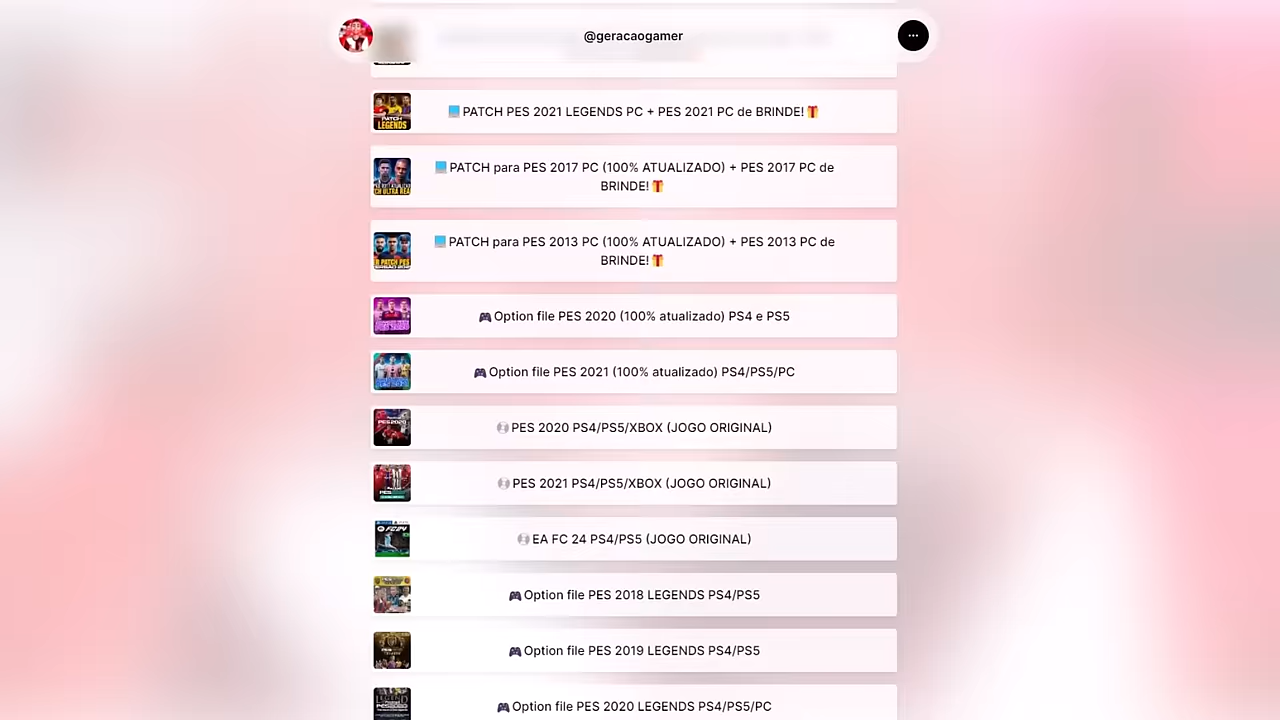 @geracaogamer
PATCH PES 2021 LEGENDS PC + PES 2021 PC de BRINDE!
PATCH LEGENDS
PATCH para PES 2017 PC (100% ATUALIZADO) + PES 2017 PC de
BRINDE!
PATCH para PES 2013 PC (100% ATUALIZADO) + PES 2013 PC de
BRINDE!
Option file PES 2020 (100% atualizado) PS4 e PS5
Option file PES 2021 (100% atualizado) PS4/PS5/PC
PES 2020 PS4/PS5/XBOX (JOGO ORIGINAL)
PES 2021 PS4/PS5/XBOX (JOGO ORIGINAL)
EA FC 24 PS4/PS5 (JOGO ORIGINAL)
Option file PES 2018 LEGENDS PS4/PS5
Option file PES 2019 LEGENDS PS4/PS5
Option file PES 2020 LEGENDS PS4/PS5/PC